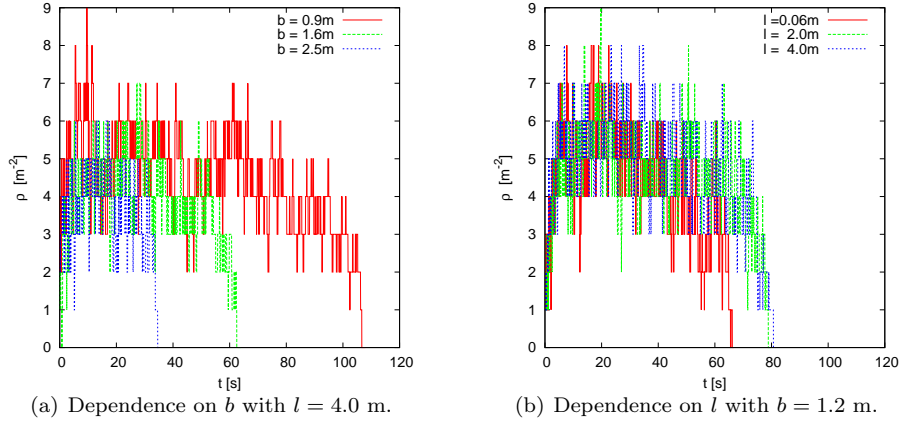 b = 0.9m
b = 1.6m
b = 2.5m
9
8
7
6
5
4
3
2
1
0
ρ [m⁻²]
0 20 40 60 80 100 120
t [s]
(a) Dependence on b with l = 4.0 m.
l =0.06m
l = 2.0m
l = 4.0m
9
8
7
6
5
4
3
2
1
0
ρ [m⁻²]
0 20 40 60 80 100 120
t [s]
(b) Dependence on l with b = 1.2 m.